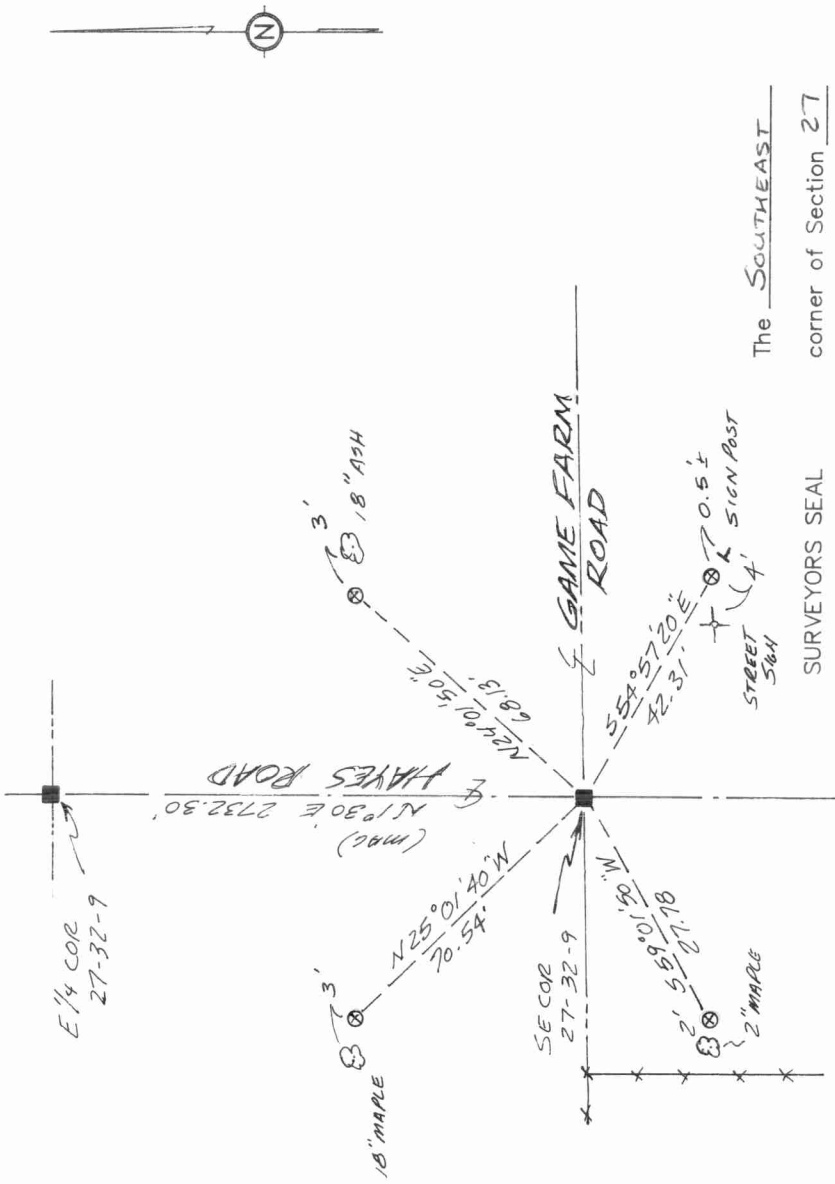 N
E 1/4 COR
27-32-9
HAYES ROAD
N1°30'E 2732.30'
(MAG)
3'
18" ASH
N24°01'50"E
68.13'
3'
18" MAPLE
N25°01'40"W
70.54'
GAME FARM
ROAD
SE COR
27-32-9
S54°57'20"E
42.31'
0.5'±
SIGN POST
4'
STREET
SIGN
S59°01'50"W
27.78
2'
2" MAPLE
The SOUTHEAST
corner of Section 27
SURVEYORS SEAL